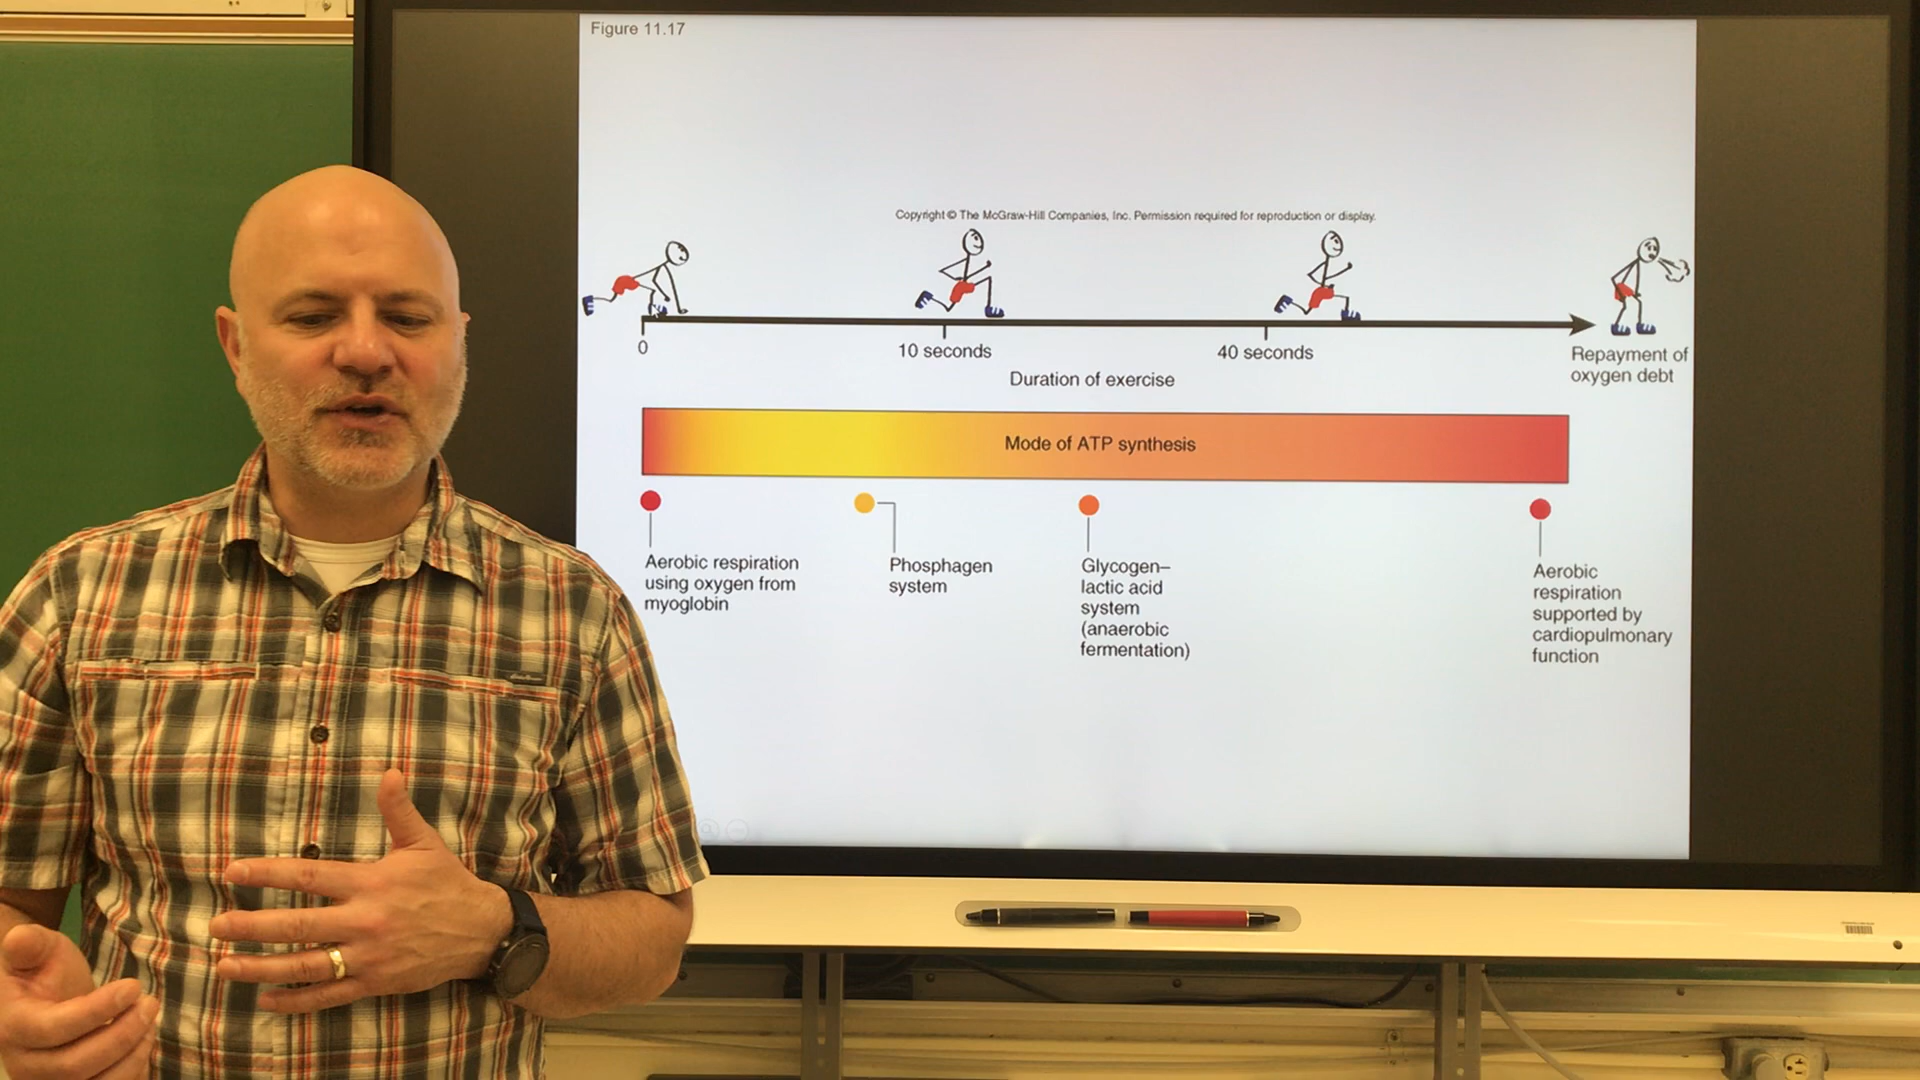 Figure 11.17
Copyright © The McGraw-Hill Companies, Inc. Permission required for reproduction or display.
0
10 seconds
40 seconds
Repayment of
oxygen debt
Duration of exercise
Mode of ATP synthesis
Aerobic respiration
using oxygen from
myoglobin
Phosphagen
system
Glycogen–
lactic acid
system
(anaerobic
fermentation)
Aerobic
respiration
supported by
cardiopulmonary
function